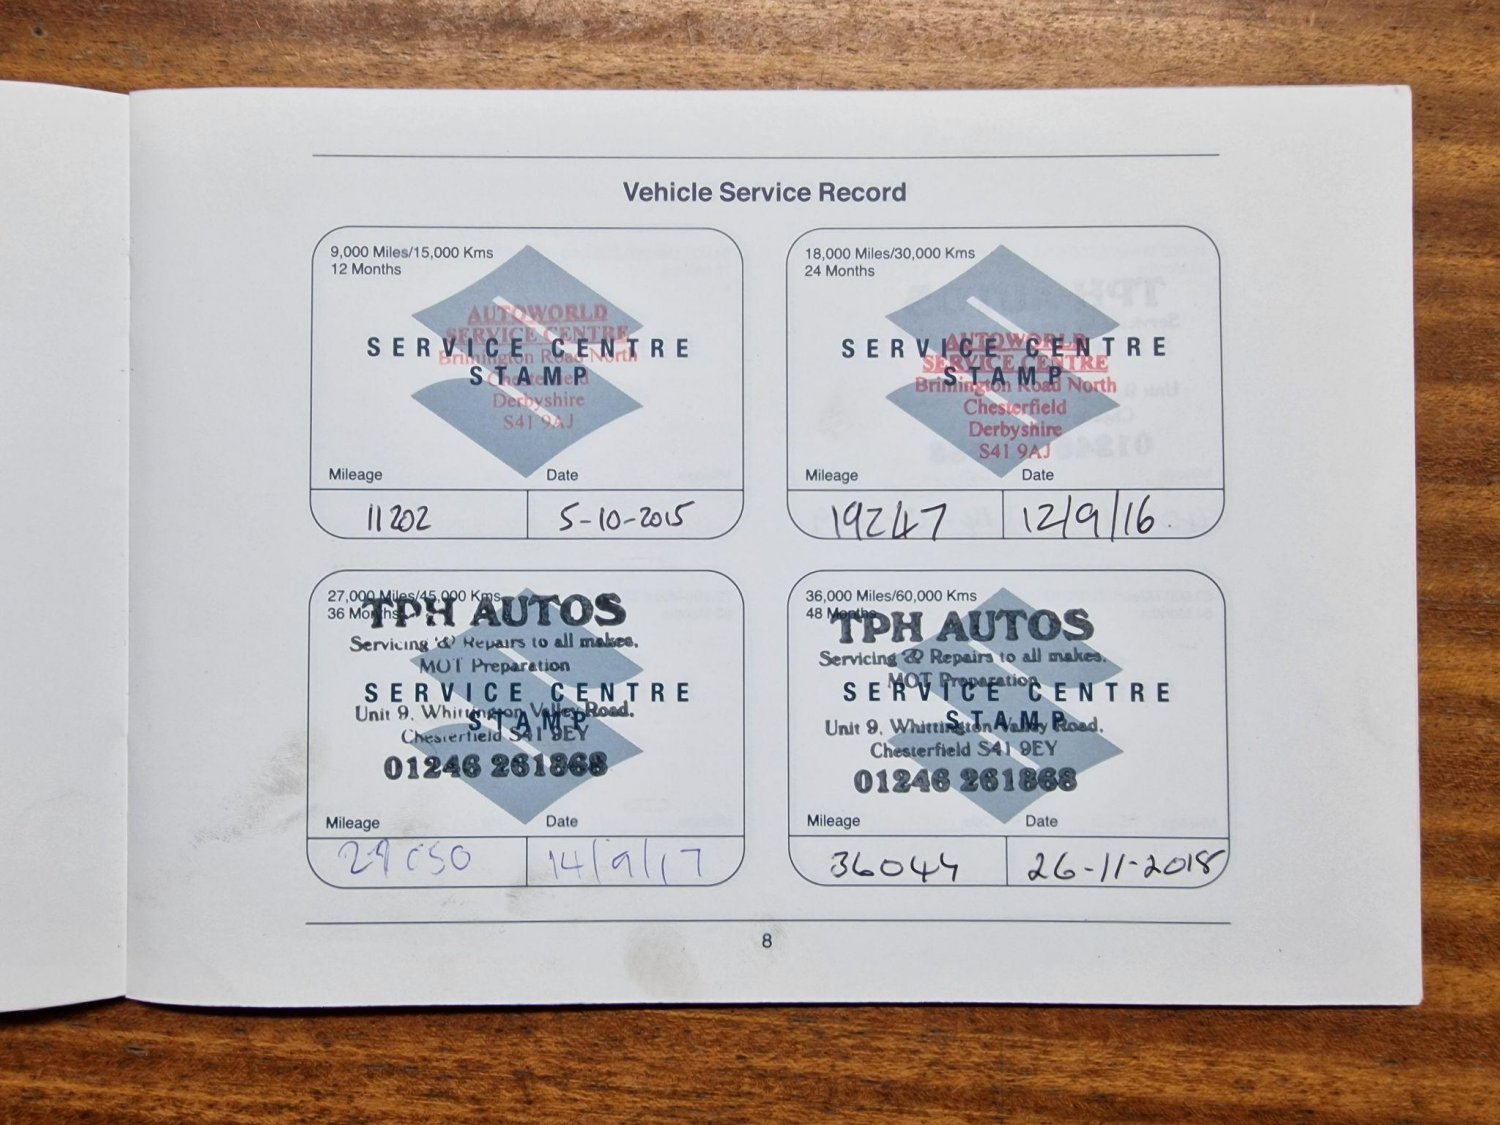 Vehicle Service Record
9,000 Miles/15,000 Kms
12 Months
AUTOWORLD
SERVICE CENTRE
SERVICE CENTRE
Brimington Road North
STAMP
Chesterfield
Derbyshire
S41 9AJ
Mileage Date
11202 5-10-2015
18,000 Miles/30,000 Kms
24 Months
AUTOWORLD
SERVICE CENTRE
SERVICE CENTRE
STAMP
Brimington Road North
Chesterfield
Derbyshire
S41 9AJ
Mileage Date
19247 12/9/16
27,000 Miles/45,000 Kms
36 Months
TPH AUTOS
Servicing & Repairs to all makes.
MOT Preparation
SERVICE CENTRE
Unit 9, Whittington Valley Road,
STAMP
Chesterfield S41 9EY
01246 261868
Mileage Date
14/9/17
36,000 Miles/60,000 Kms
48 Months
TPH AUTOS
Servicing & Repairs to all makes.
MOT Preparation
SERVICE CENTRE
STAMP
Unit 9, Whittington Valley Road,
Chesterfield S41 9EY
01246 261868
Mileage Date
36044 26-11-2018
8